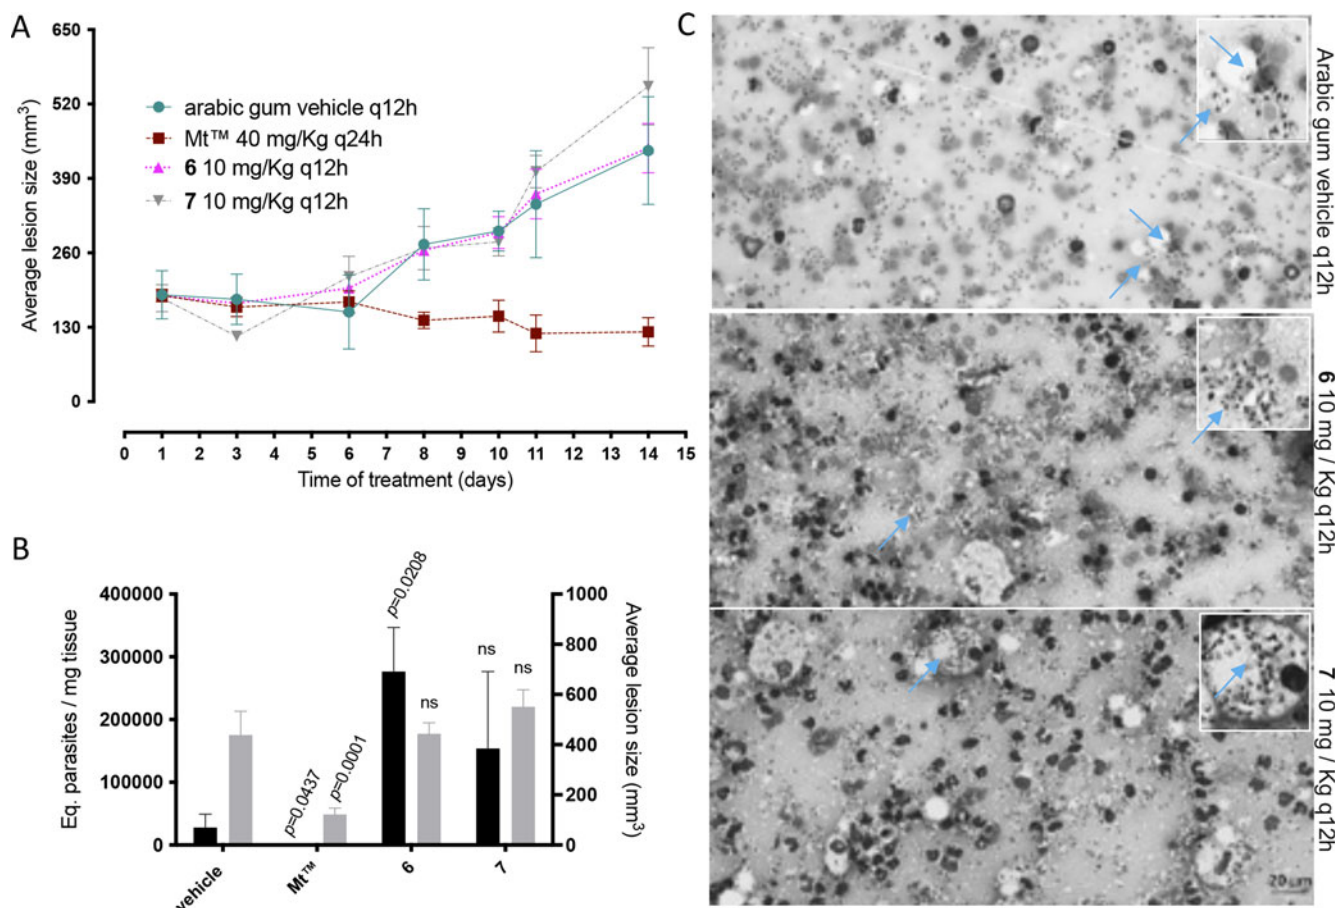 A
650
520
390
260
130
0
Average lesion size (mm³)
arabic gum vehicle q12h
Mt™ 40 mg/Kg q24h
6 10 mg/Kg q12h
7 10 mg/Kg q12h
0 1 2 3 4 5 6 7 8 9 10 11 12 13 14 15
Time of treatment (days)
B
400000
300000
200000
100000
0
Eq. parasites / mg tissue
p=0.0437
p=0.0001
p=0.0208
ns
ns
ns
1000
800
600
400
200
0
Average lesion size (mm³)
vehicle
Mt™
6
7
C
Arabic gum vehicle q12h
6 10 mg / Kg q12h
7 10 mg / Kg q12h
20 µm